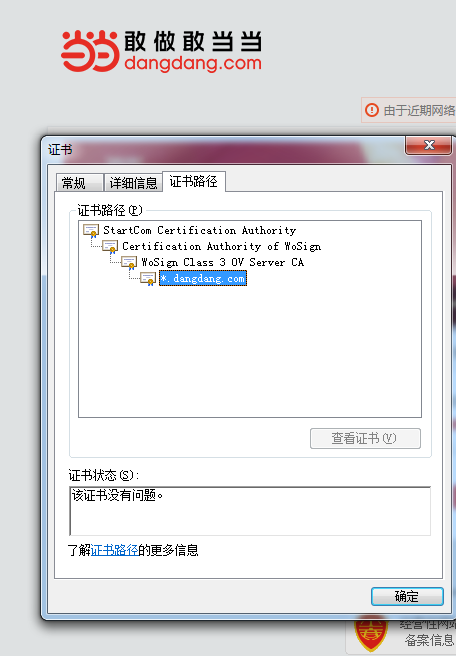 敢做敢当当
dangdang.com
由于近期网络
证书
常规
详细信息
证书路径
证书路径(P)
StartCom Certification Authority
Certification Authority of WoSign
WoSign Class 3 OV Server CA
*.dangdang.com
查看证书(V)
证书状态(S):
该证书没有问题。
了解证书路径的更多信息
确定
经营性网站
备案信息